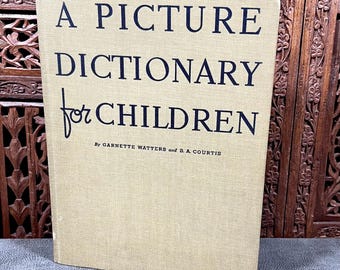 A PICTURE
DICTIONARY
for CHILDREN
By GARNETTE WATTERS and S. A. COURTIS